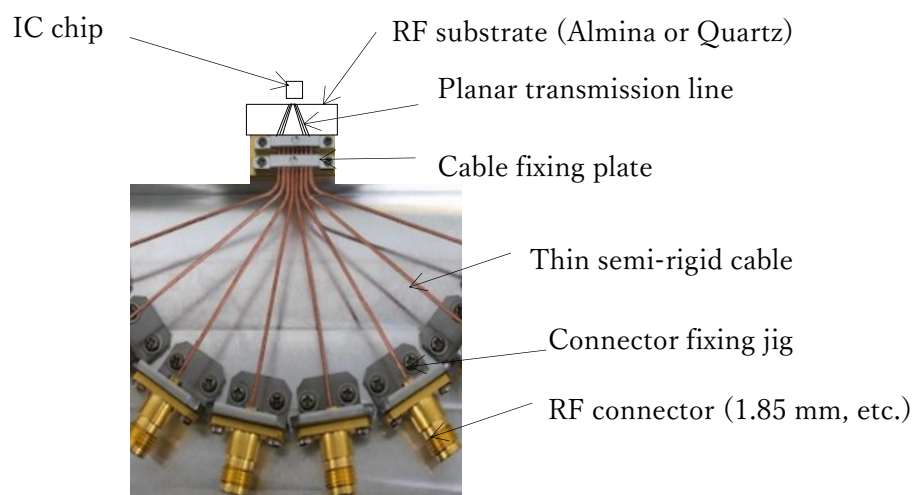 IC chip
RF substrate (Almina or Quartz)
Planar transmission line
Cable fixing plate
Thin semi-rigid cable
Connector fixing jig
RF connector (1.85 mm, etc.)